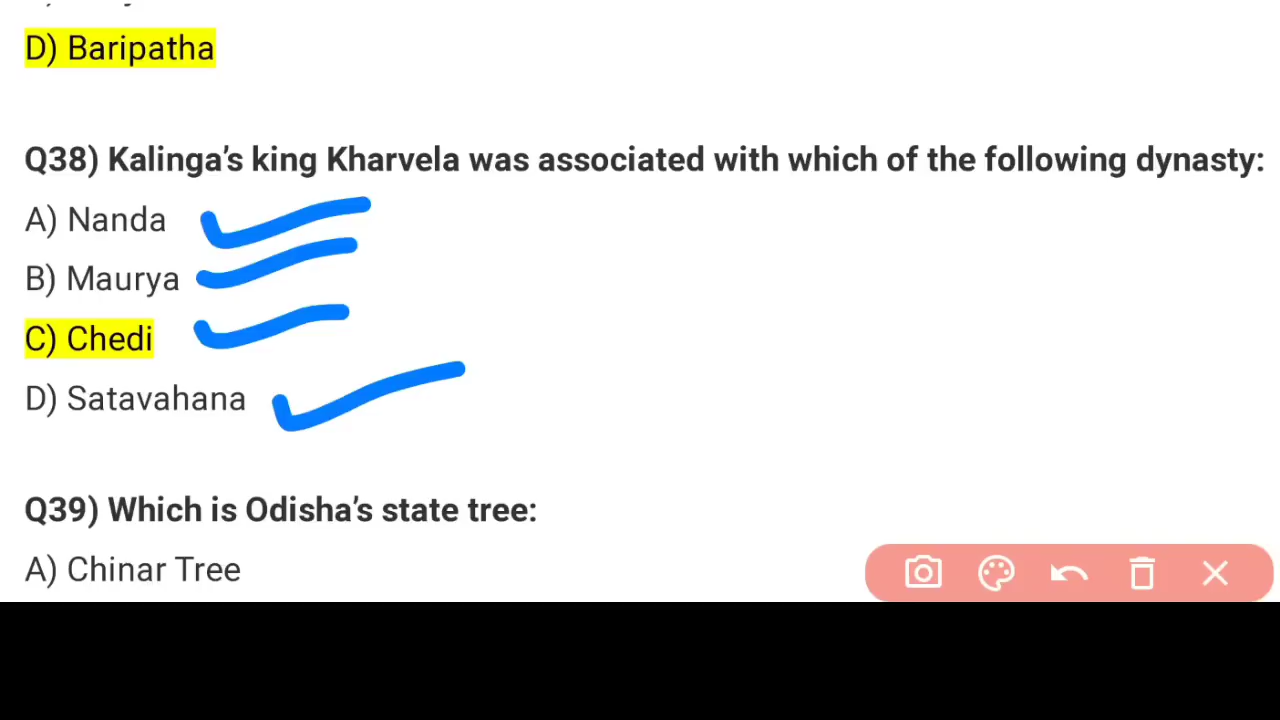 D) Baripatha
Q38) Kalinga’s king Kharvela was associated with which of the following dynasty:
A) Nanda
B) Maurya
C) Chedi
D) Satavahana
Q39) Which is Odisha’s state tree:
A) Chinar Tree